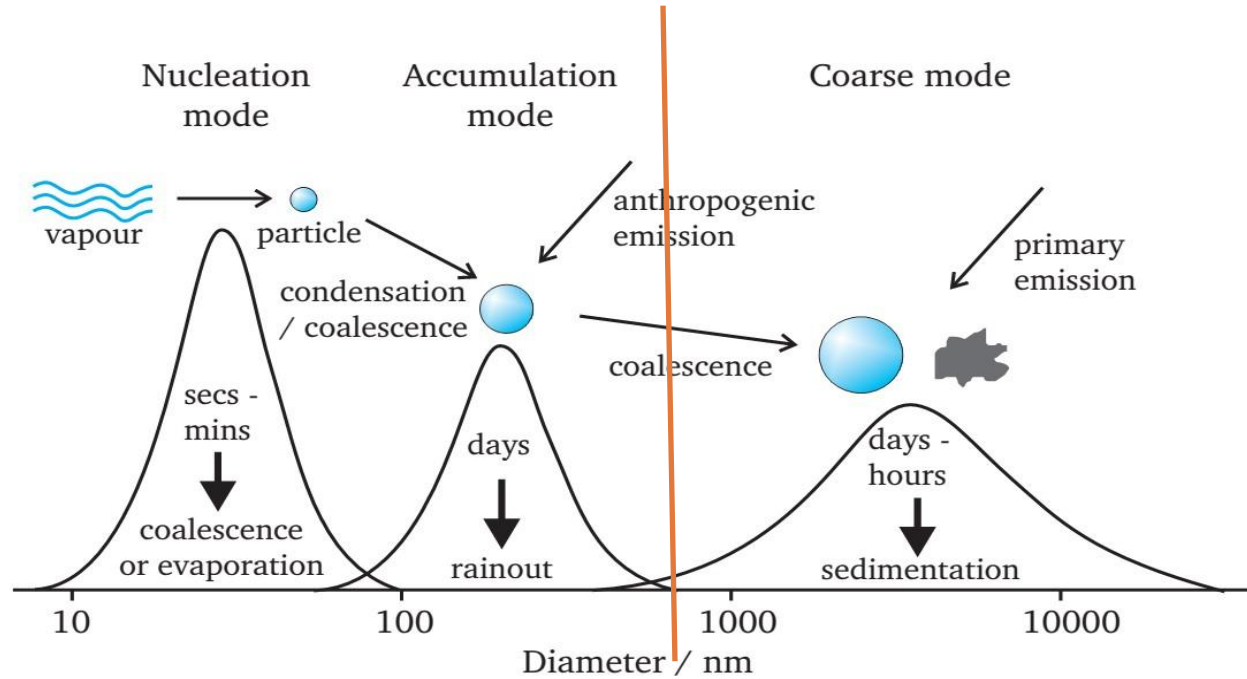 Nucleation
mode
Accumulation
mode
Coarse mode
vapour
particle
anthropogenic
emission
primary
emission
condensation
/ coalescence
coalescence
secs -
mins
coalescence
or evaporation
days
rainout
days -
hours
sedimentation
10
100
1000
10000
Diameter / nm